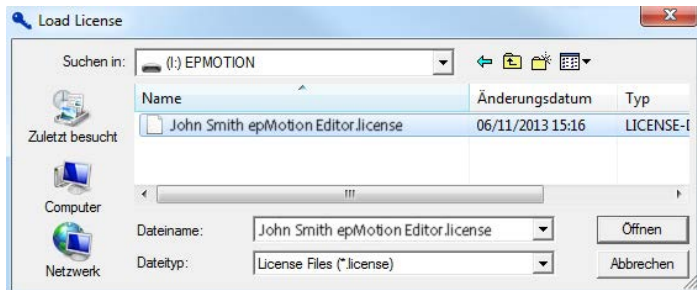 Load License
Suchen in:
(I:) EPMOTION
Name
Änderungsdatum
Typ
John Smith epMotion Editor.license
06/11/2013 15:16
LICENSE-
Zuletzt besucht
Computer
Netzwerk
Dateiname:
John Smith epMotion Editor.license
Öffnen
Dateityp:
License Files (*.license)
Abbrechen